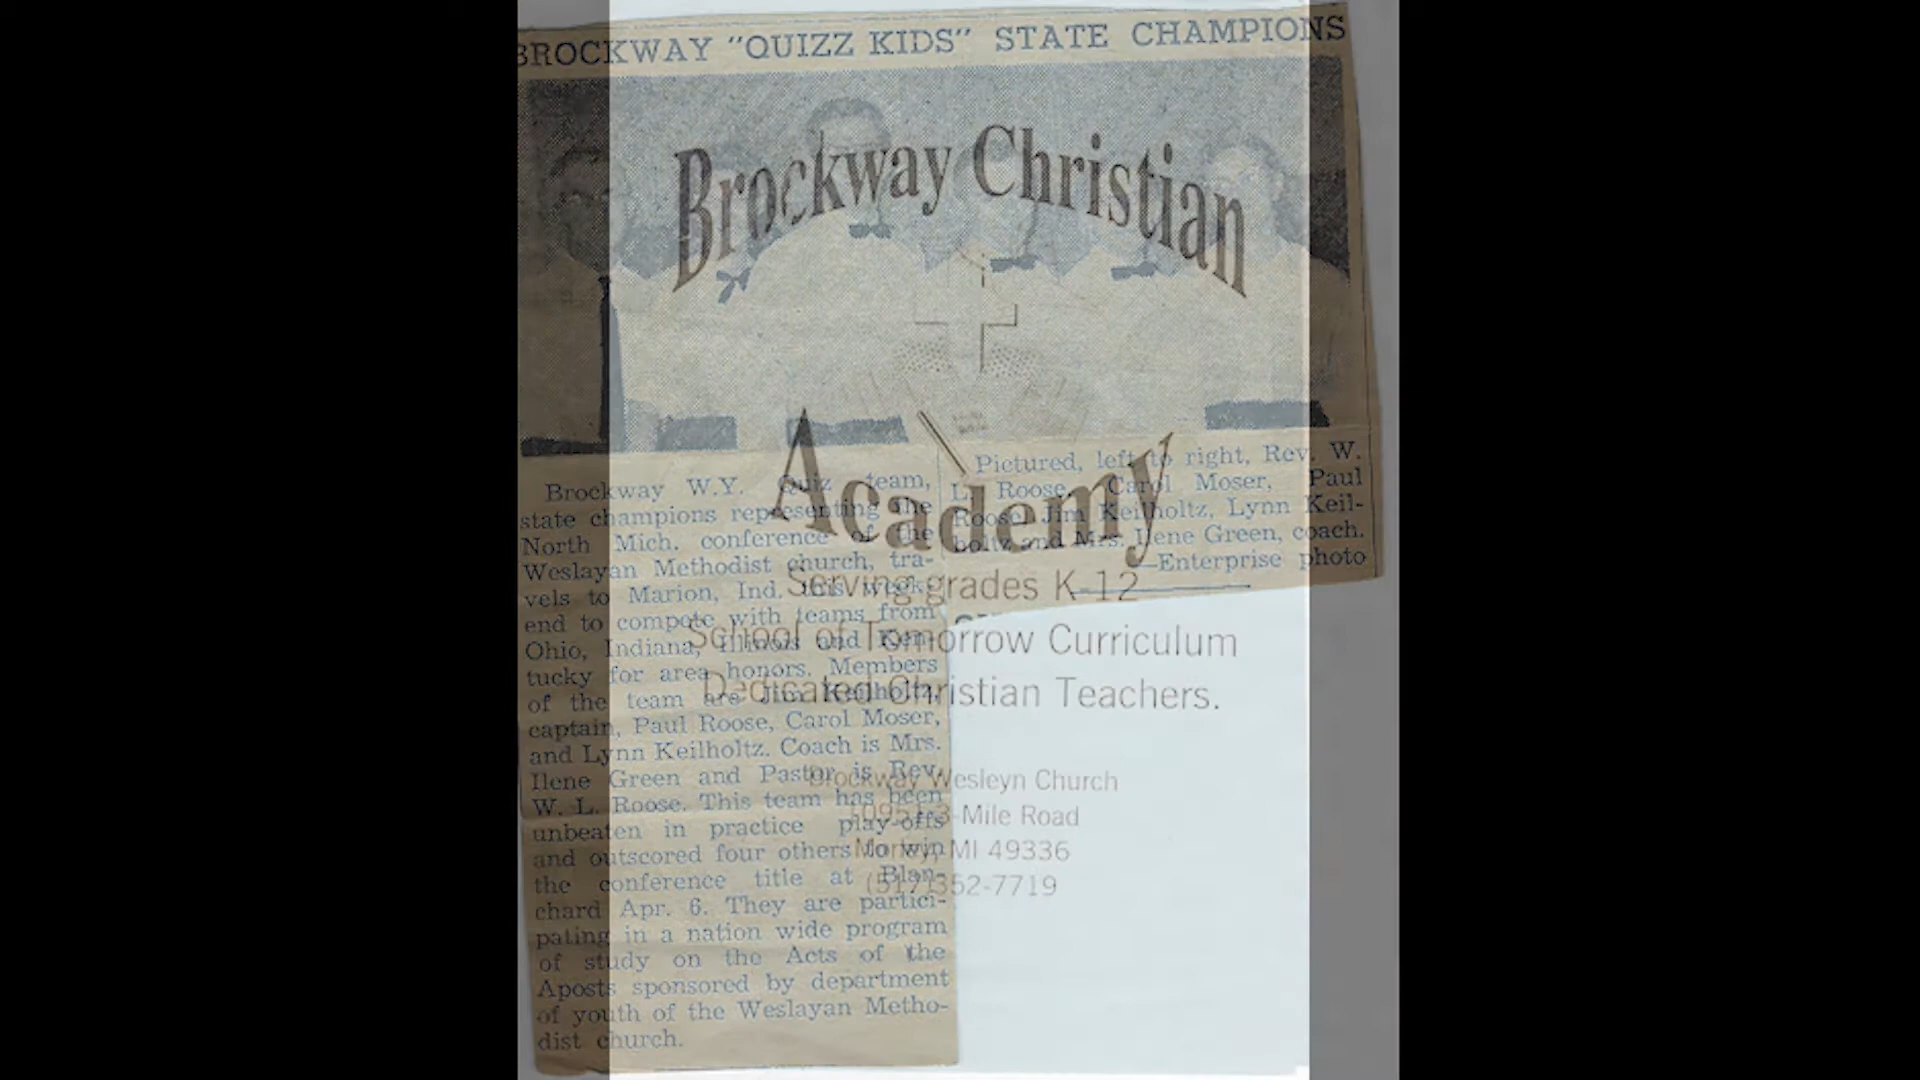 BROCKWAY "QUIZZ KIDS" STATE CHAMPIONS
Brockway W.Y. Quiz team,
state champions representing the
North Mich. conference of the
Weslayan Methodist church, tra-
vels to Marion, Ind. this week-
end to compete with teams from
Ohio, Indiana, Illinois and Ken-
tucky for area honors. Members
of the team are Jim Keilholtz,
captain, Paul Roose, Carol Moser,
and Lynn Keilholtz. Coach is Mrs.
Ilene Green and Pastor is Rev.
W. L. Roose. This team has been
unbeaten in practice play-offs
and outscored four others to win
the conference title at Blan-
chard Apr. 6. They are partici-
pating in a nation wide program
of study on the Acts of the
Aposts sponsored by department
of youth of the Weslayan Metho-
dist church.
Pictured, left to right, Rev. W.
L. Roose, Carol Moser, Paul
Roose, Jim Keilholtz, Lynn Keil-
holtz and Mrs. Ilene Green, coach.
—Enterprise photo
Brockway Christian
Academy
Serving grades K-12
School of Tomorrow Curriculum
Dedicated Christian Teachers.
Brockway Wesleyn Church
3-Mile Road
Morley, MI 49336
(517)352-7719